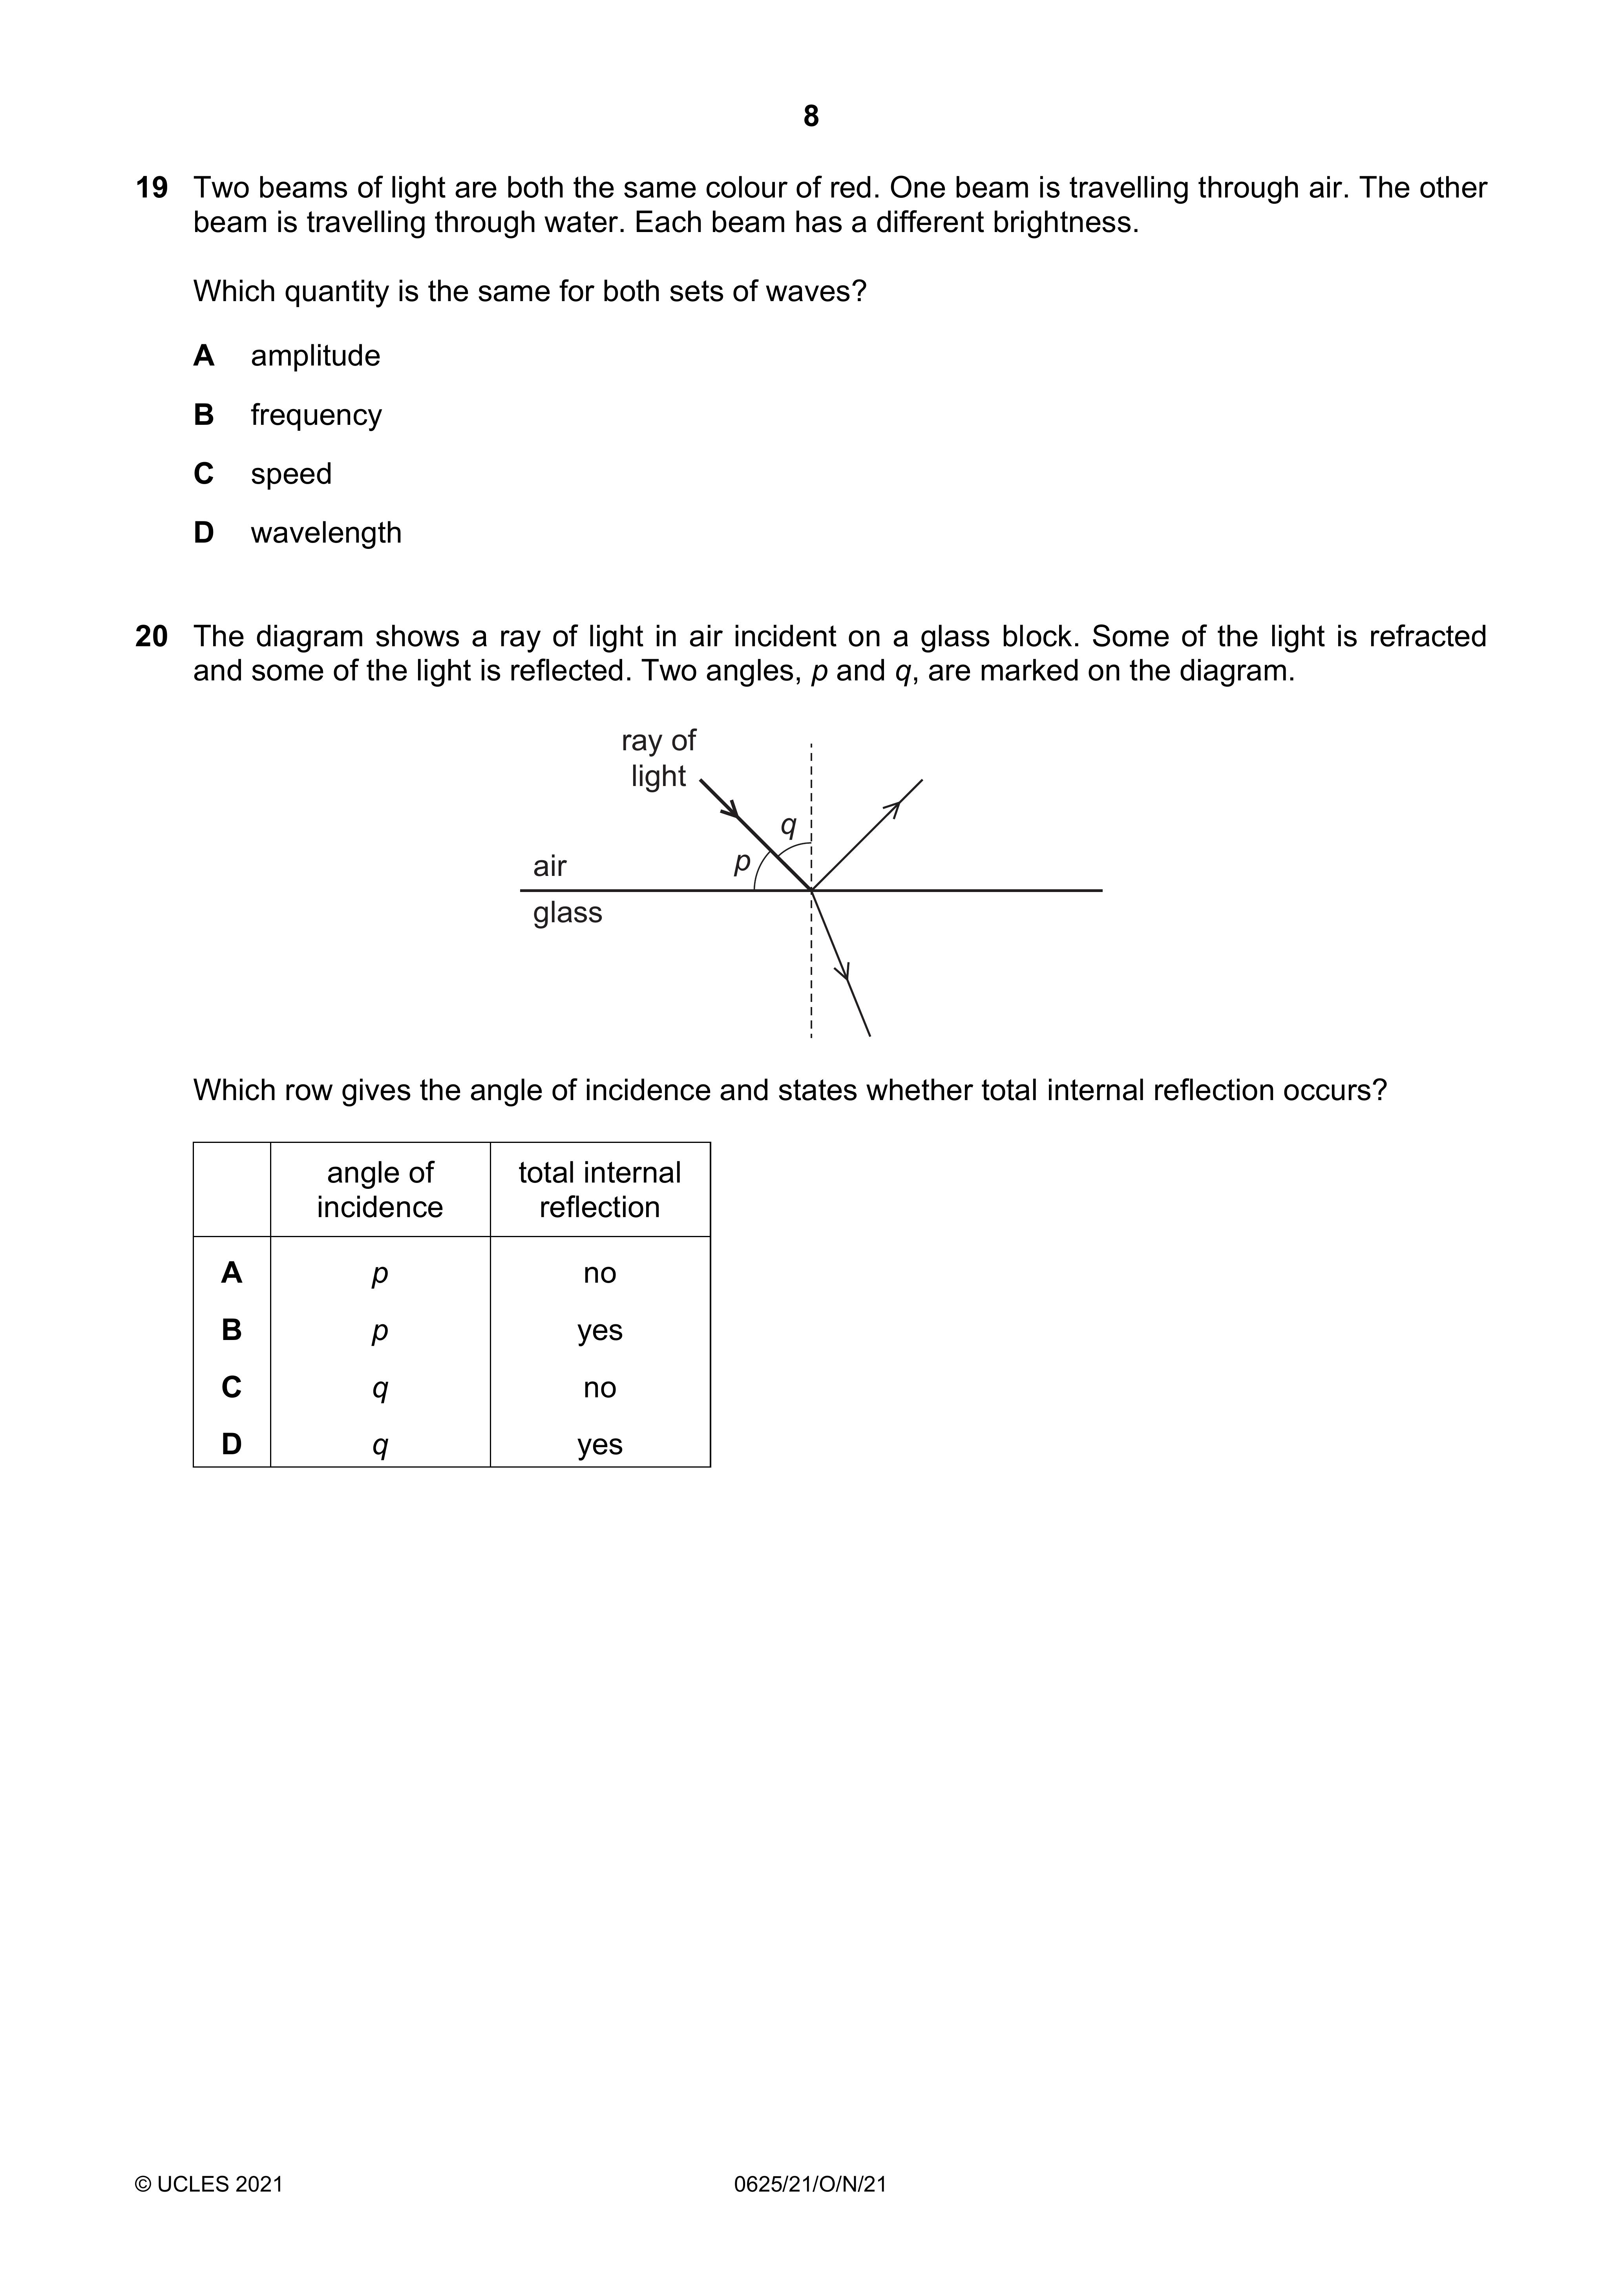 8
19 Two beams of light are both the same colour of red. One beam is travelling through air. The other
beam is travelling through water. Each beam has a different brightness.
Which quantity is the same for both sets of waves?
A amplitude
B frequency
C speed
D wavelength
20 The diagram shows a ray of light in air incident on a glass block. Some of the light is refracted
and some of the light is reflected. Two angles, p and q, are marked on the diagram.
ray of
light
q
p
air
glass
Which row gives the angle of incidence and states whether total internal reflection occurs?
angle of
incidence
total internal
reflection
A p no
B p yes
C q no
D q yes
© UCLES 2021 0625/21/O/N/21